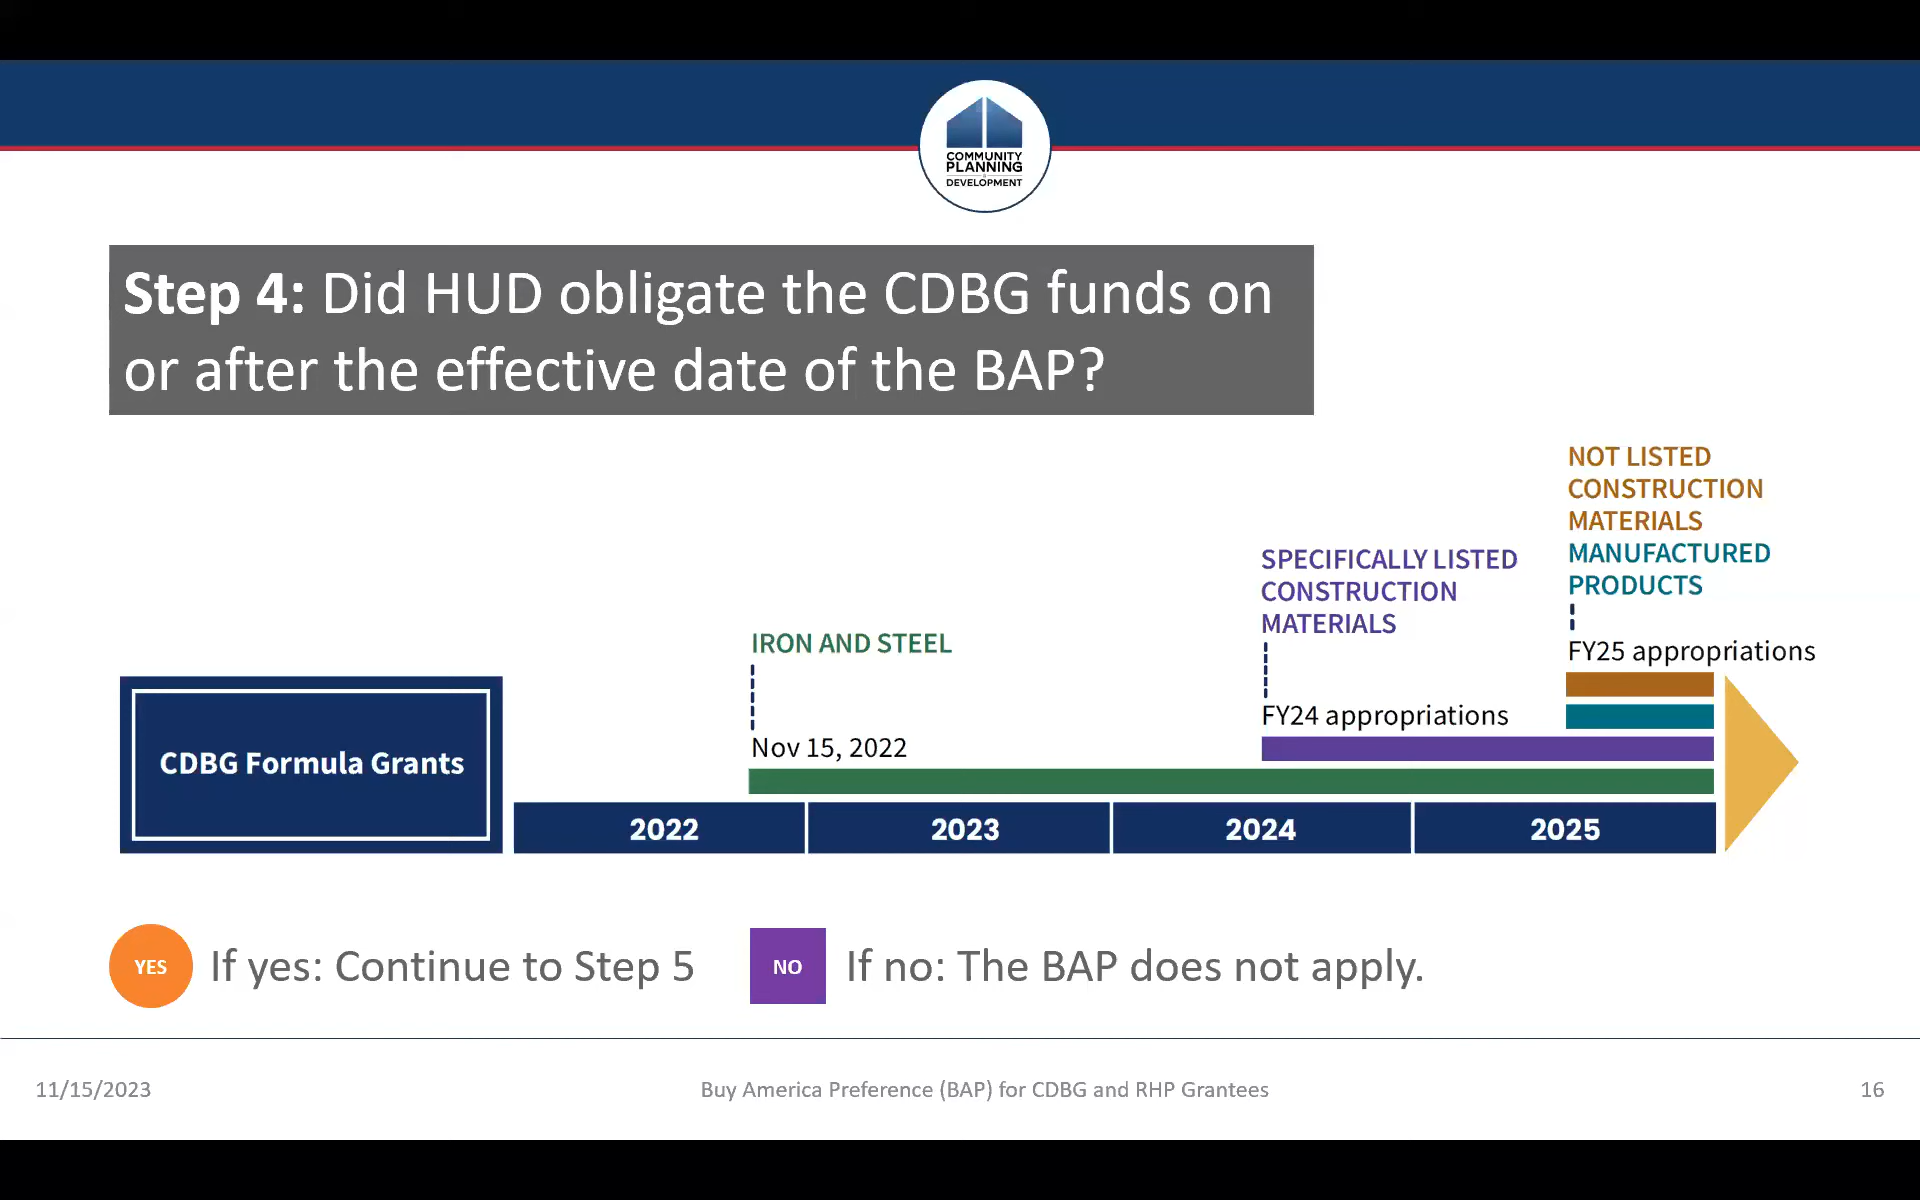 COMMUNITY
PLANNING
DEVELOPMENT
Step 4: Did HUD obligate the CDBG funds on
or after the effective date of the BAP?
NOT LISTED
CONSTRUCTION
MATERIALS
MANUFACTURED
PRODUCTS
FY25 appropriations
SPECIFICALLY LISTED
CONSTRUCTION
MATERIALS
FY24 appropriations
IRON AND STEEL
Nov 15, 2022
CDBG Formula Grants
2022 2023 2024 2025
YES If yes: Continue to Step 5 NO If no: The BAP does not apply.
11/15/2023 Buy America Preference (BAP) for CDBG and RHP Grantees 16